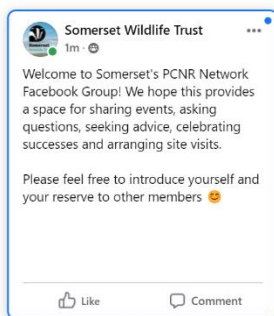 Somerset Wildlife Trust
1m ·
Welcome to Somerset's PCNR Network
Facebook Group! We hope this provides
a space for sharing events, asking
questions, seeking advice, celebrating
successes and arranging site visits.
Please feel free to introduce yourself and
your reserve to other members 😊
Like
Comment